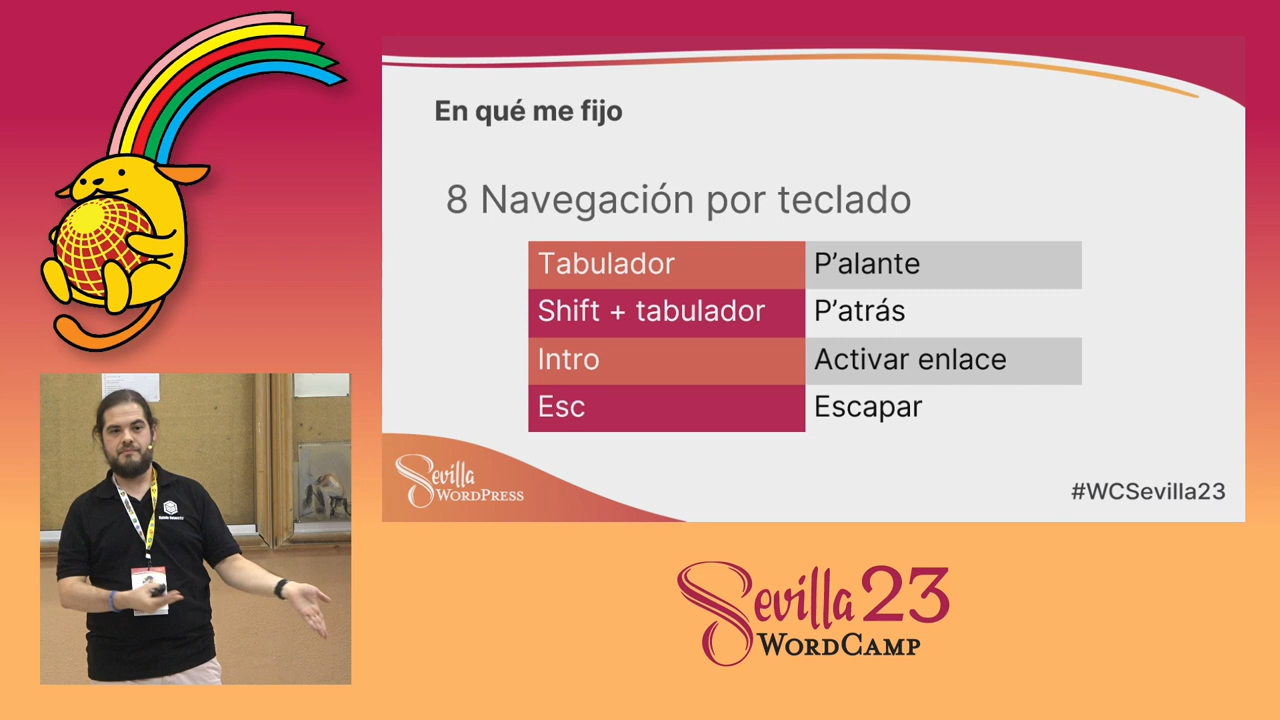 En qué me fijo
8 Navegación por teclado
Tabulador P’alante
Shift + tabulador P’atrás
Intro Activar enlace
Esc Escapar
Sevilla
WORDPRESS
#WCSevilla23
Sevilla 23
WORDCAMP